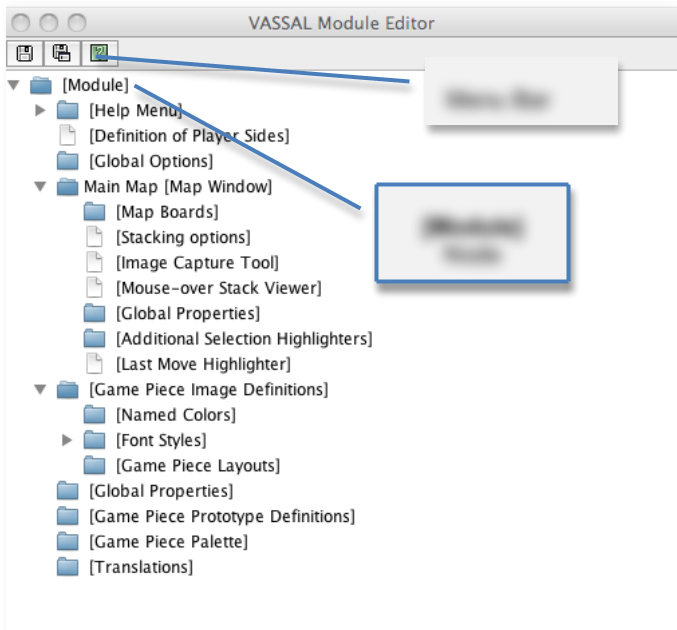 VASSAL Module Editor
[Module]
[Help Menu]
[Definition of Player Sides]
[Global Options]
Main Map [Map Window]
[Map Boards]
[Stacking options]
[Image Capture Tool]
[Mouse-over Stack Viewer]
[Global Properties]
[Additional Selection Highlighters]
[Last Move Highlighter]
[Game Piece Image Definitions]
[Named Colors]
[Font Styles]
[Game Piece Layouts]
[Global Properties]
[Game Piece Prototype Definitions]
[Game Piece Palette]
[Translations]